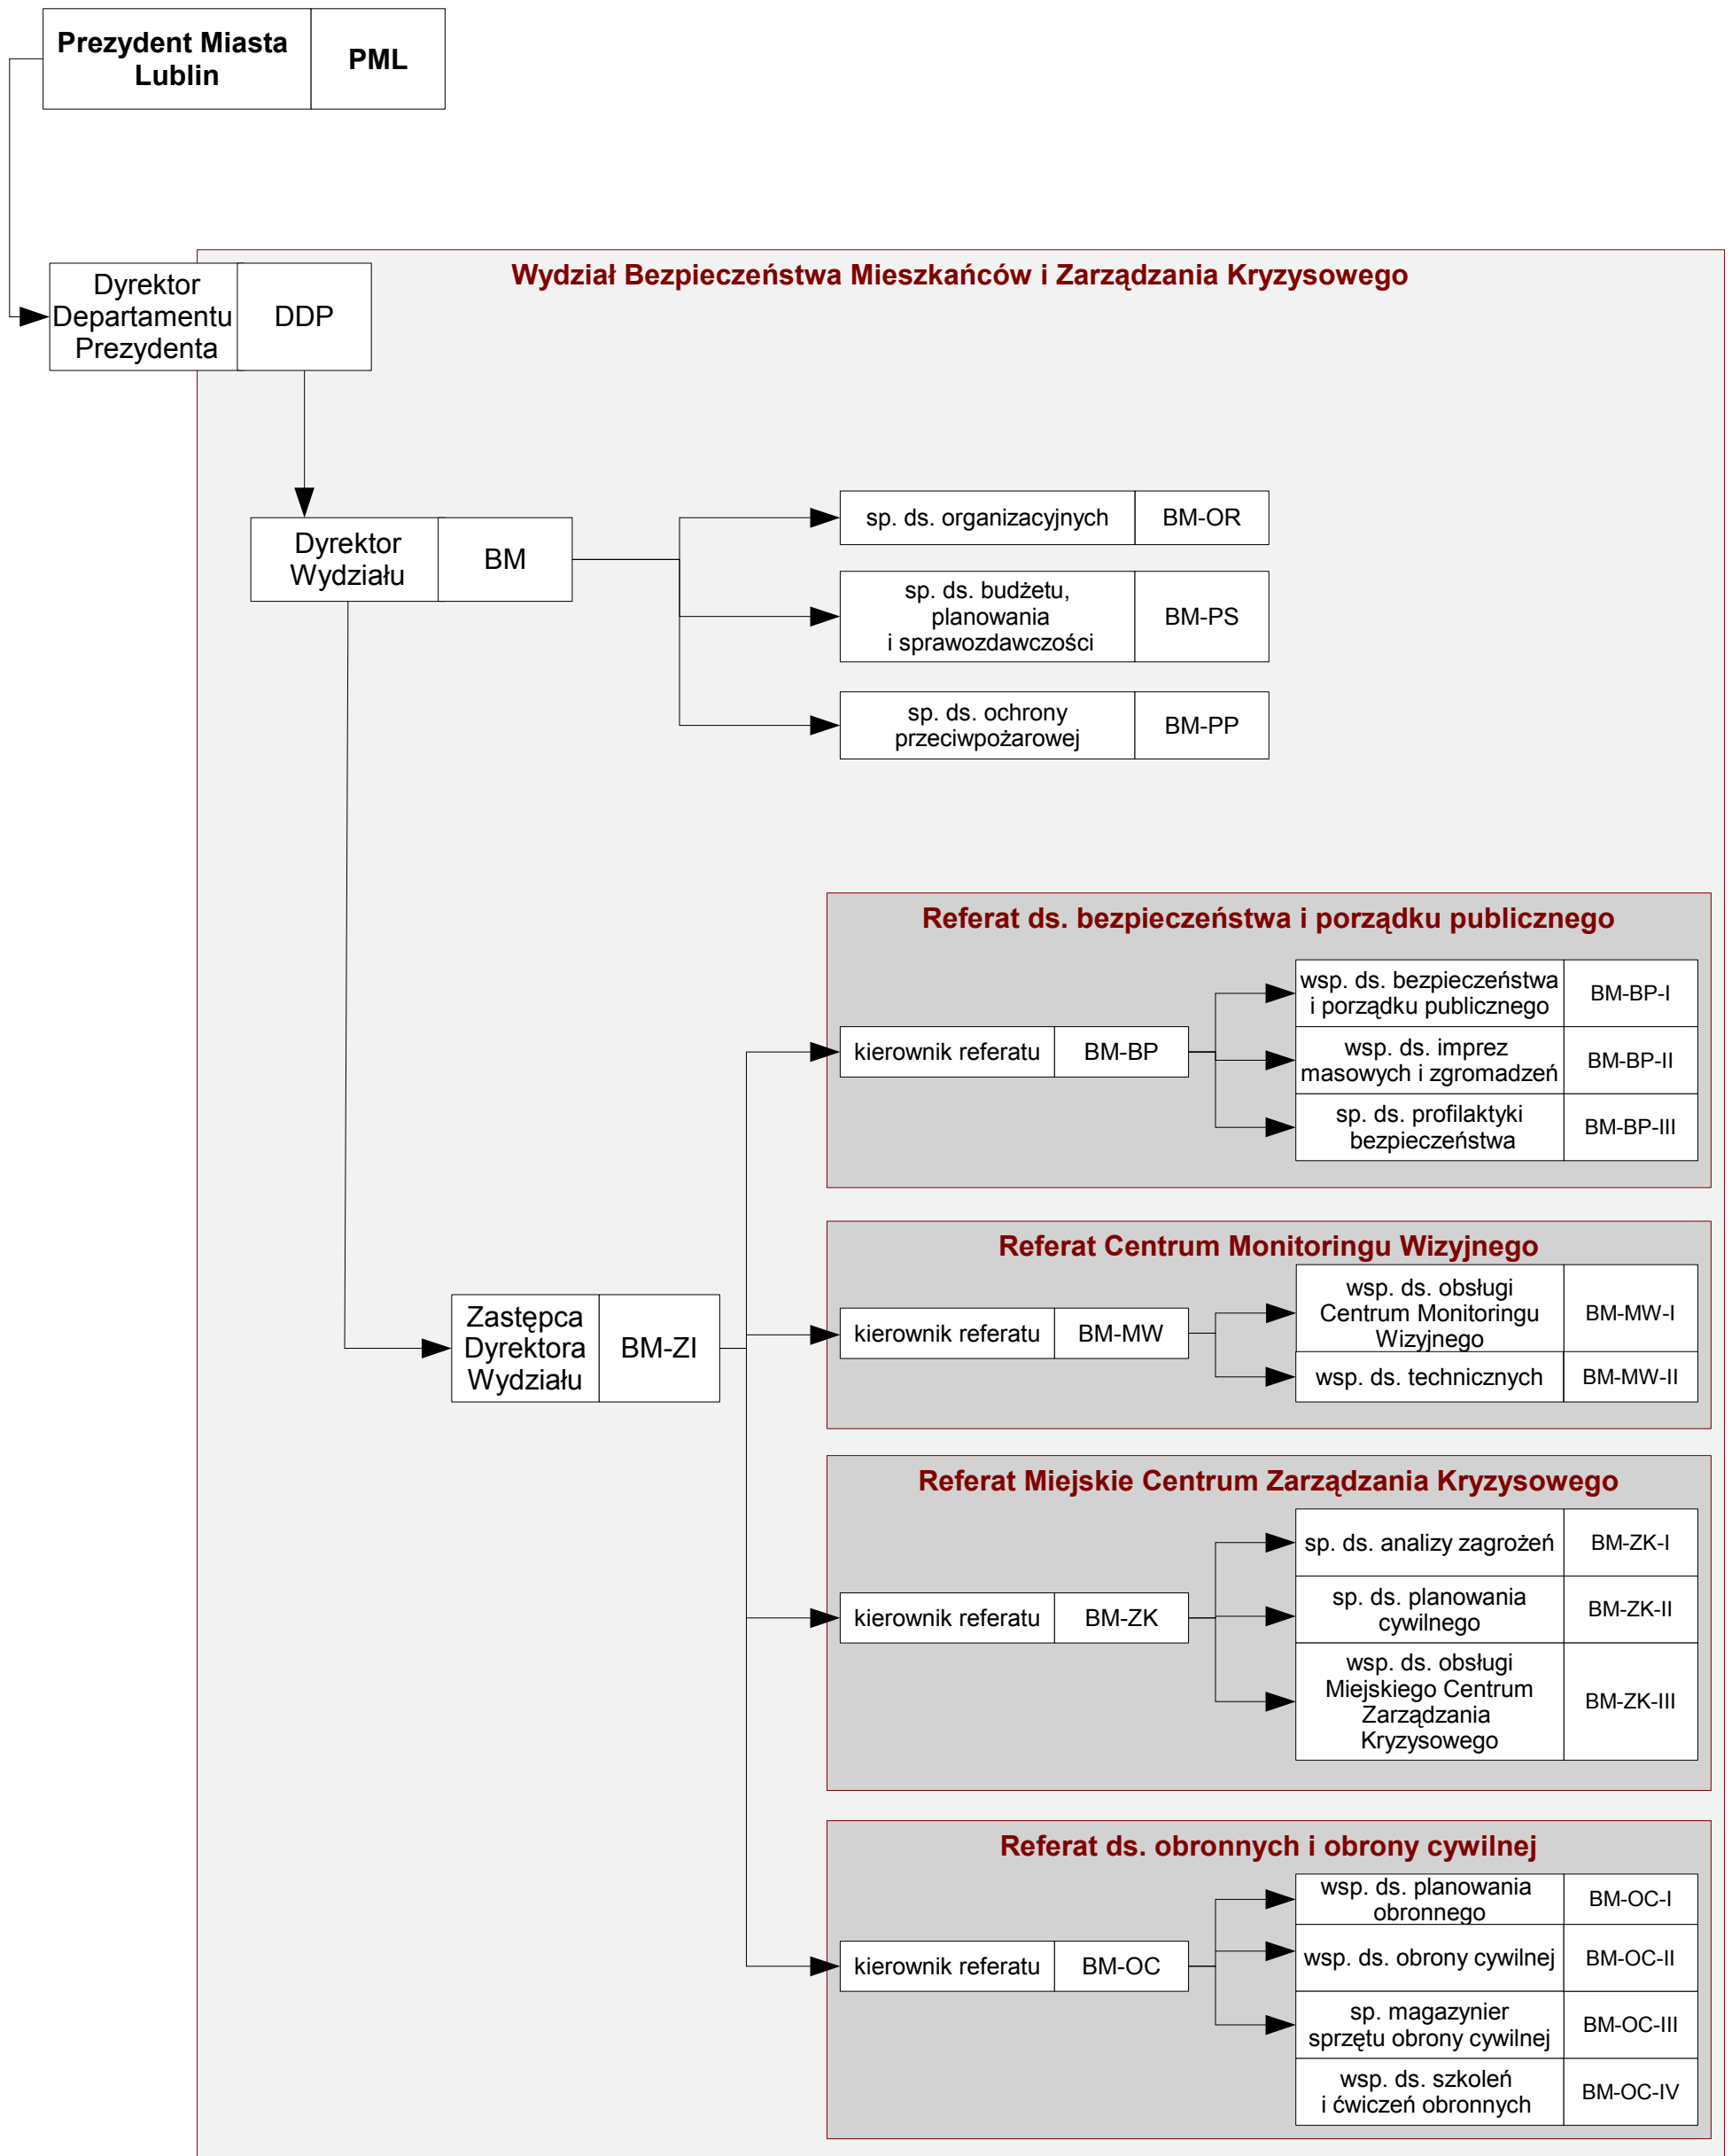 Prezydent Miasta
Lublin
PML
Wydział Bezpieczeństwa Mieszkańców i Zarządzania Kryzysowego
Dyrektor
Departamentu
Prezydenta
DDP
Dyrektor
Wydziału
BM
sp. ds. organizacyjnych
BM-OR
sp. ds. budżetu,
planowania
i sprawozdawczości
BM-PS
sp. ds. ochrony
przeciwpożarowej
BM-PP
Zastępca
Dyrektora
Wydziału
BM-ZI
Referat ds. bezpieczeństwa i porządku publicznego
kierownik referatu
BM-BP
wsp. ds. bezpieczeństwa
i porządku publicznego
BM-BP-I
wsp. ds. imprez
masowych i zgromadzeń
BM-BP-II
sp. ds. profilaktyki
bezpieczeństwa
BM-BP-III
Referat Centrum Monitoringu Wizyjnego
kierownik referatu
BM-MW
wsp. ds. obsługi
Centrum Monitoringu
Wizyjnego
BM-MW-I
wsp. ds. technicznych
BM-MW-II
Referat Miejskie Centrum Zarządzania Kryzysowego
kierownik referatu
BM-ZK
sp. ds. analizy zagrożeń
BM-ZK-I
sp. ds. planowania
cywilnego
BM-ZK-II
wsp. ds. obsługi
Miejskiego Centrum
Zarządzania
Kryzysowego
BM-ZK-III
Referat ds. obronnych i obrony cywilnej
kierownik referatu
BM-OC
wsp. ds. planowania
obronnego
BM-OC-I
wsp. ds. obrony cywilnej
BM-OC-II
sp. magazynier
sprzętu obrony cywilnej
BM-OC-III
wsp. ds. szkoleń
i ćwiczeń obronnych
BM-OC-IV